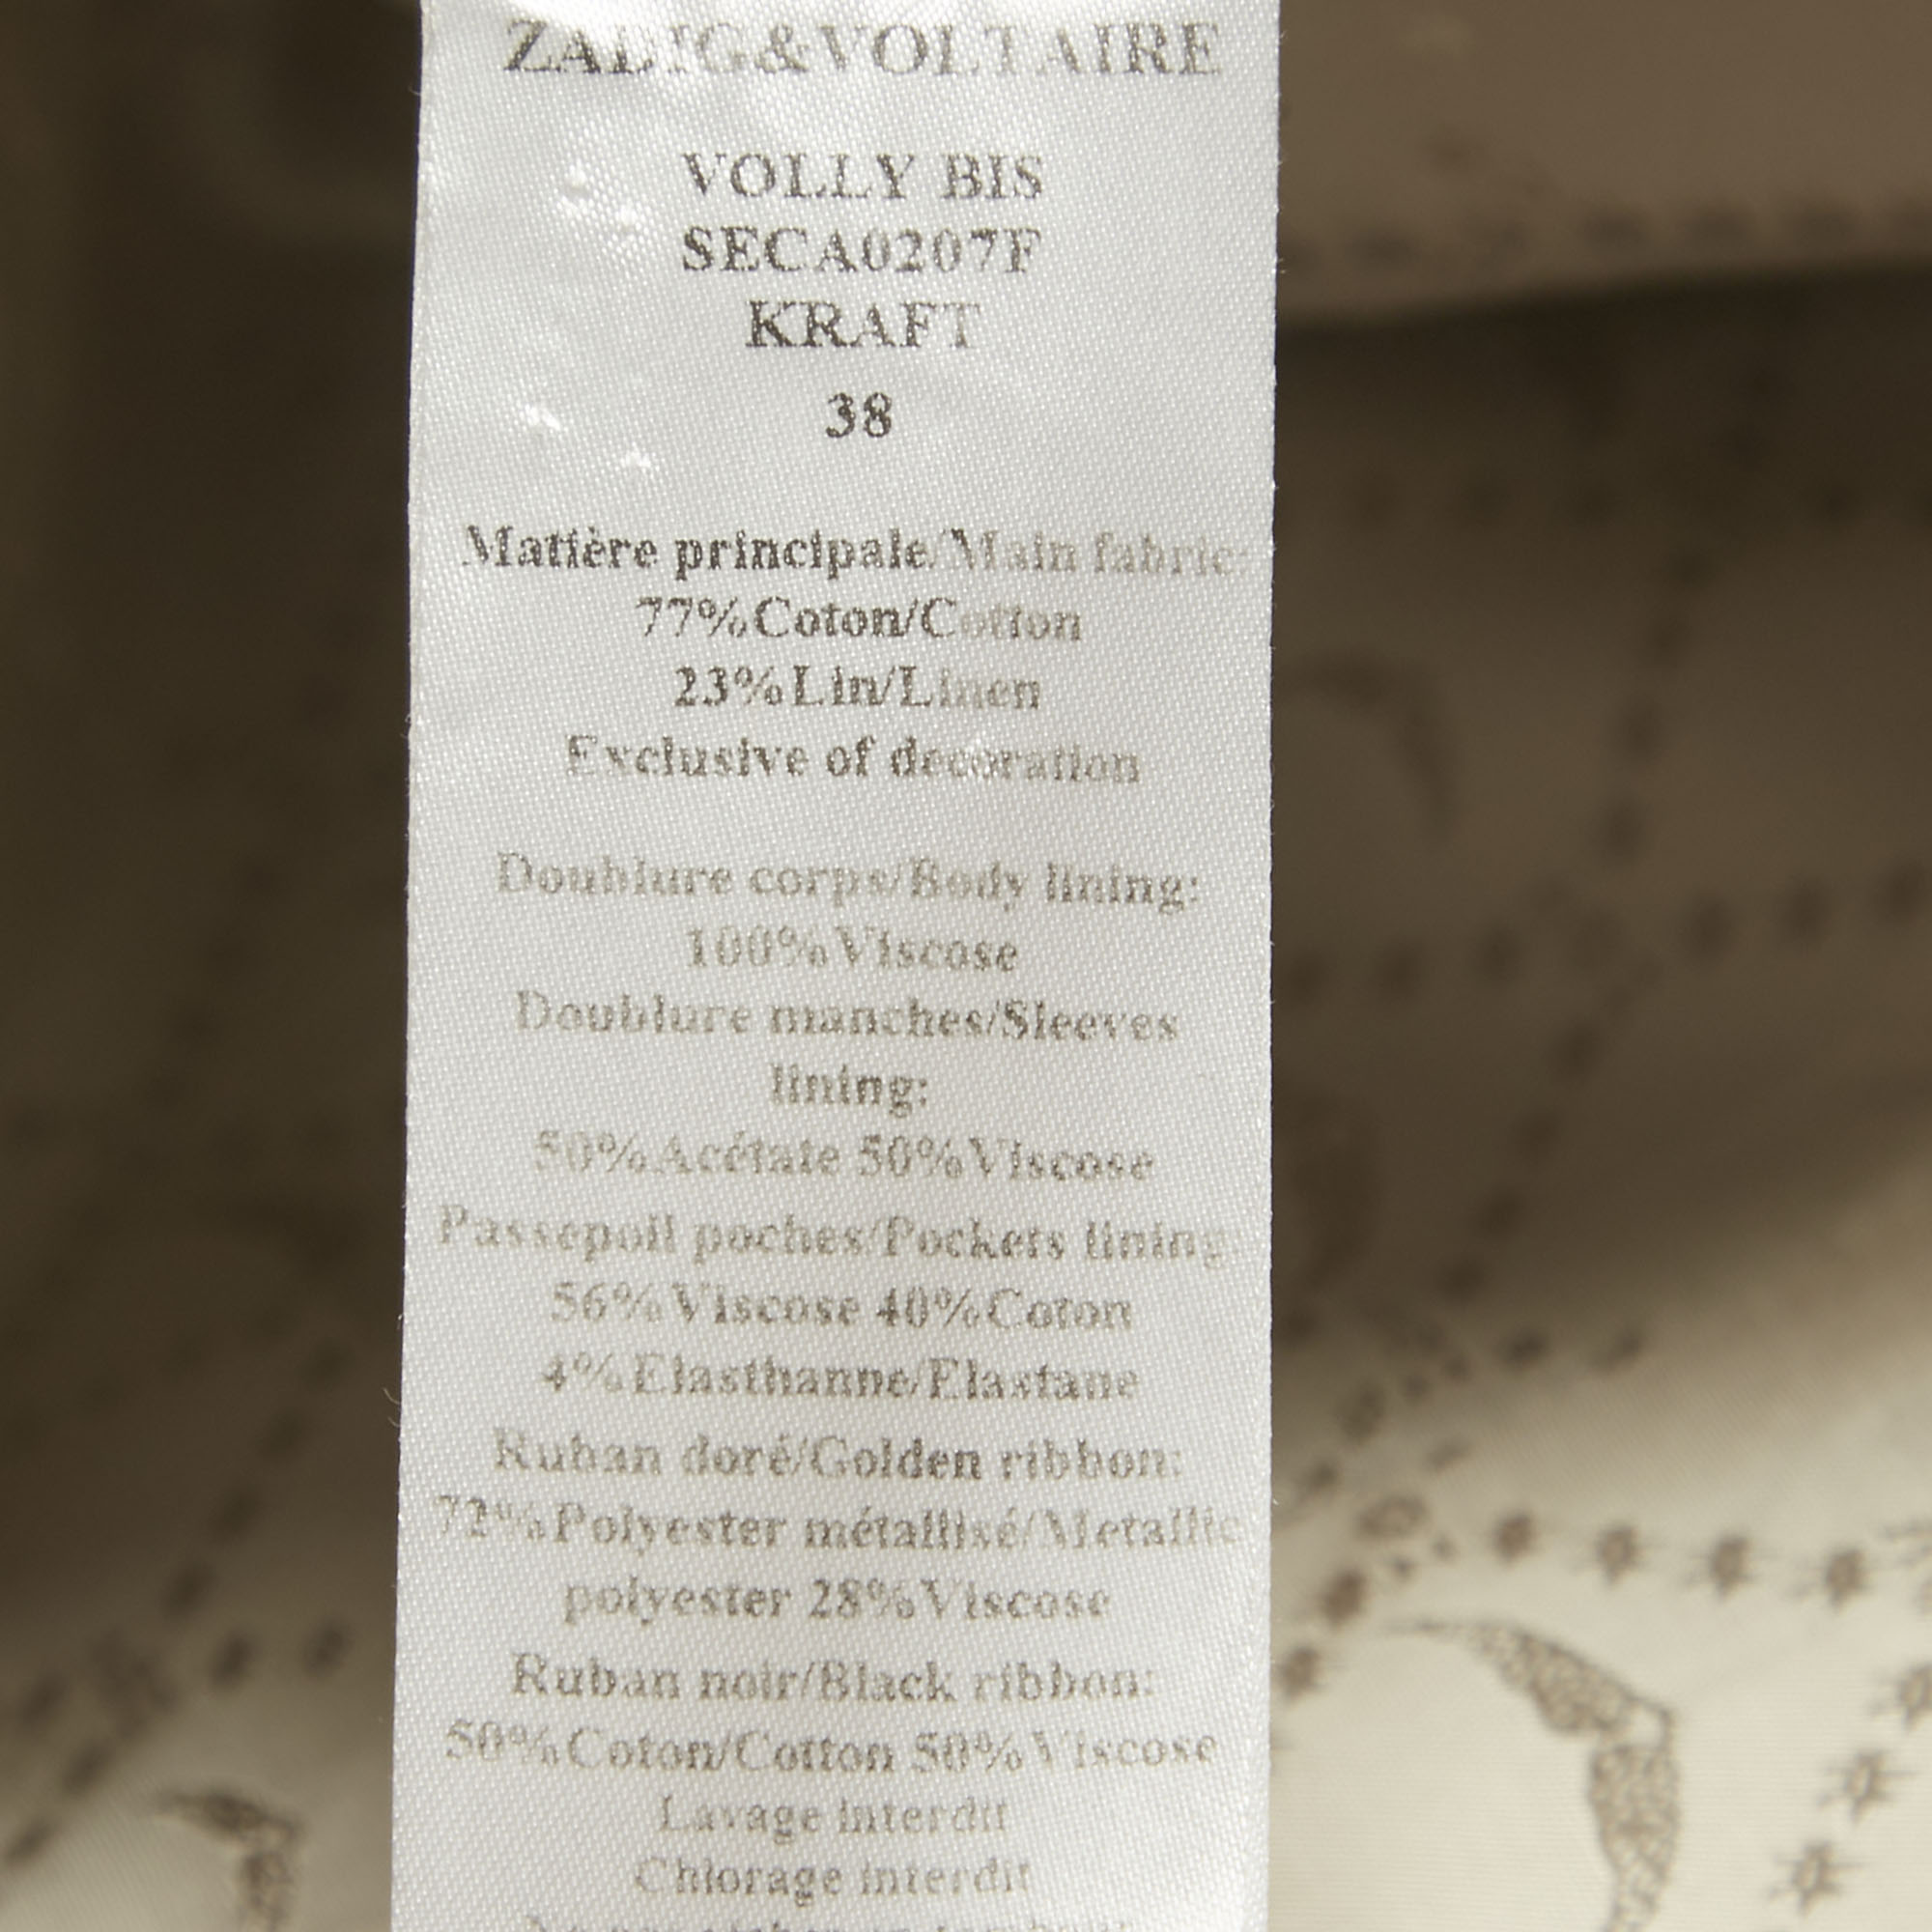 ZADIG&VOLTAIRE
VOLLY BIS
SECA0207F
KRAFT
38
Matière principale/Main fabric
77%Coton/Cotton
23%Lin/Linen
Exclusive of decoration
Doublure corps/Body lining:
100%Viscose
Doublure manches/Sleeves
lining:
50%Acétate 50%Viscose
Passepoil poches/Pockets lining:
56%Viscose 40%Coton
4%Elasthanne/Elastane
Ruban doré/Golden ribbon:
72%Polyester métallisé/Metallic
polyester 28%Viscose
Ruban noir/Black ribbon:
50%Coton/Cotton 50%Viscose
Lavage interdit
Chlorage interdit